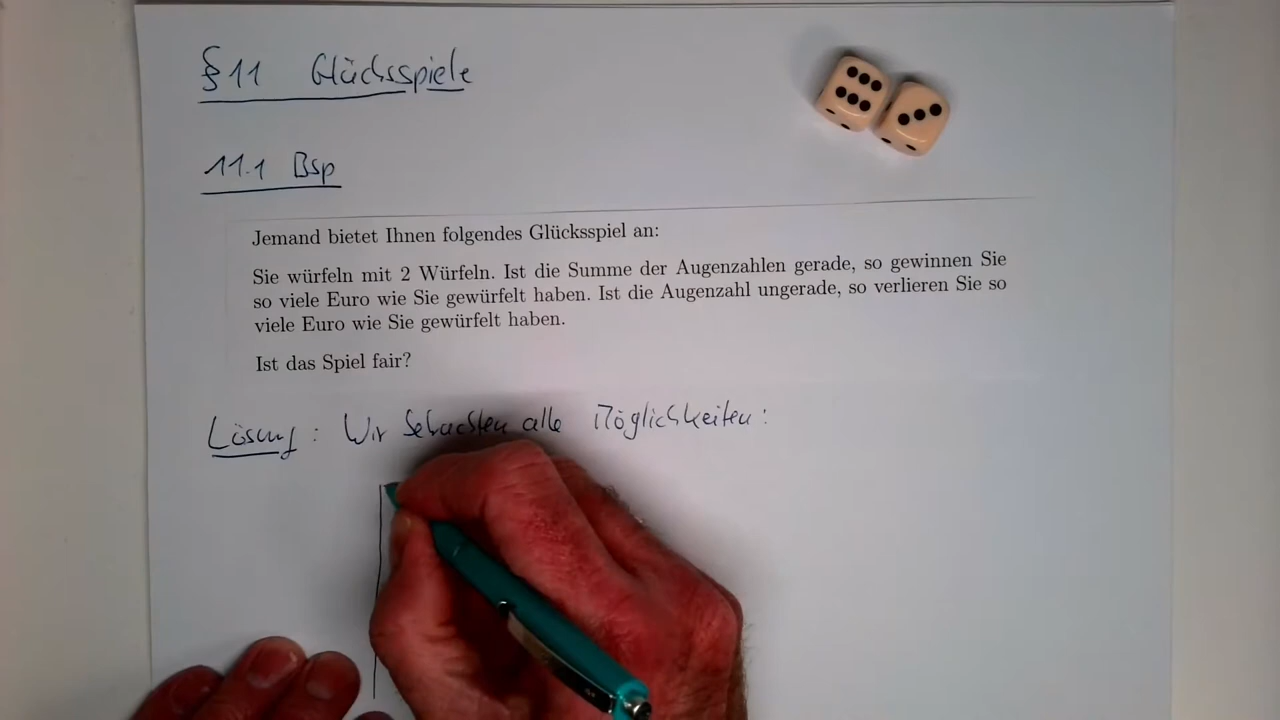 § 11 Glücksspiele
11.1 Bsp
Jemand bietet Ihnen folgendes Glücksspiel an:
Sie würfeln mit 2 Würfeln. Ist die Summe der Augenzahlen gerade, so gewinnen Sie
so viele Euro wie Sie gewürfelt haben. Ist die Augenzahl ungerade, so verlieren Sie so
viele Euro wie Sie gewürfelt haben.
Ist das Spiel fair?
Lösung: Wir betrachten alle Möglichkeiten: